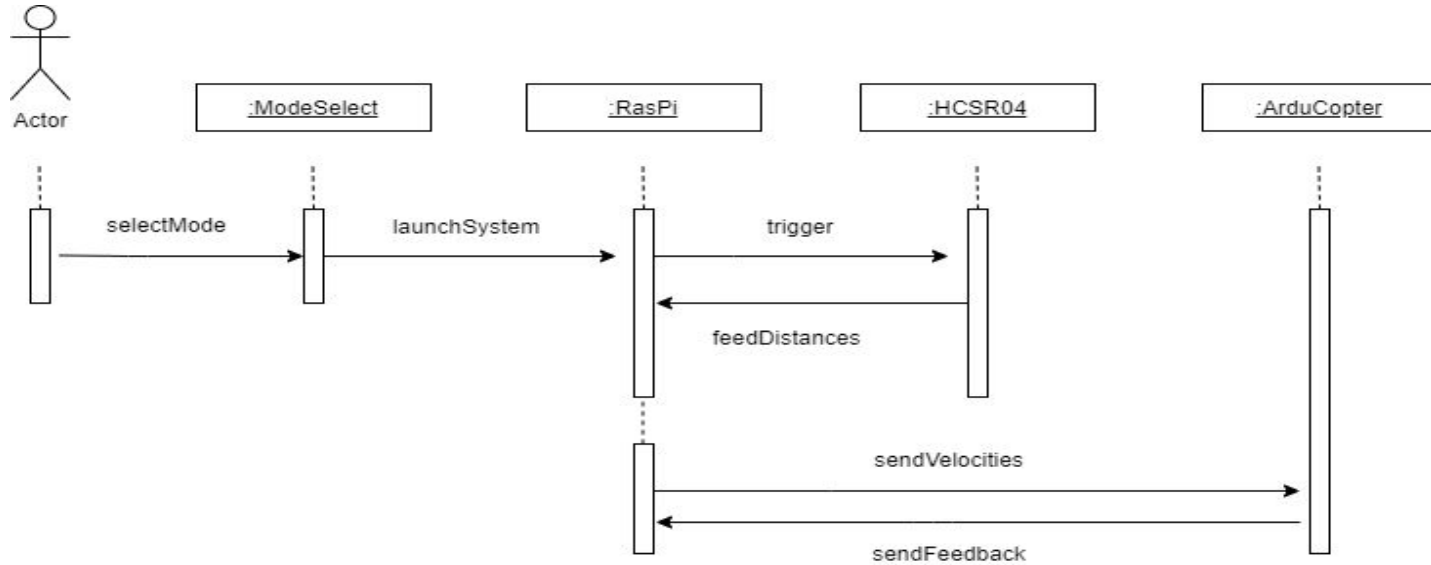 Actor
:ModeSelect
:RasPi
:HCSR04
:ArduCopter
selectMode
launchSystem
trigger
feedDistances
sendVelocities
sendFeedback